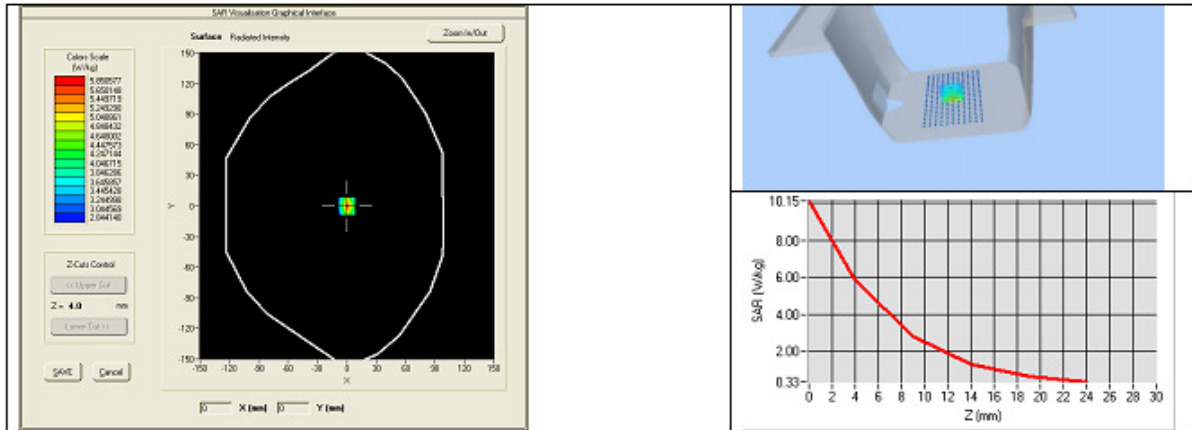 SAR Visualisation Graphical Interface
Surface Radiated Intensity
Zoom In/Out
Colors Scale
(W/kg)
5.850577
5.650148
5.449719
5.249290
5.048861
4.848432
4.648002
4.447573
4.247144
4.046715
3.846286
3.645857
3.445428
3.244998
3.044569
2.844140
150
120
90
60
30
0
-30
-60
-90
-120
-150
Y
-150 -120 -90 -60 -30 0 30 60 90 120 150
X
Z-Cuts Control
<< Upper Cut
Z = 4.0 mm
Lower Cut >>
SAVE Cancel
0 X (mm) 0 Y (mm)
10.15
8.00
6.00
4.00
2.00
0.33
SAR (W/kg)
0 2 4 6 8 10 12 14 16 18 20 22 24 26 28 30
Z (mm)